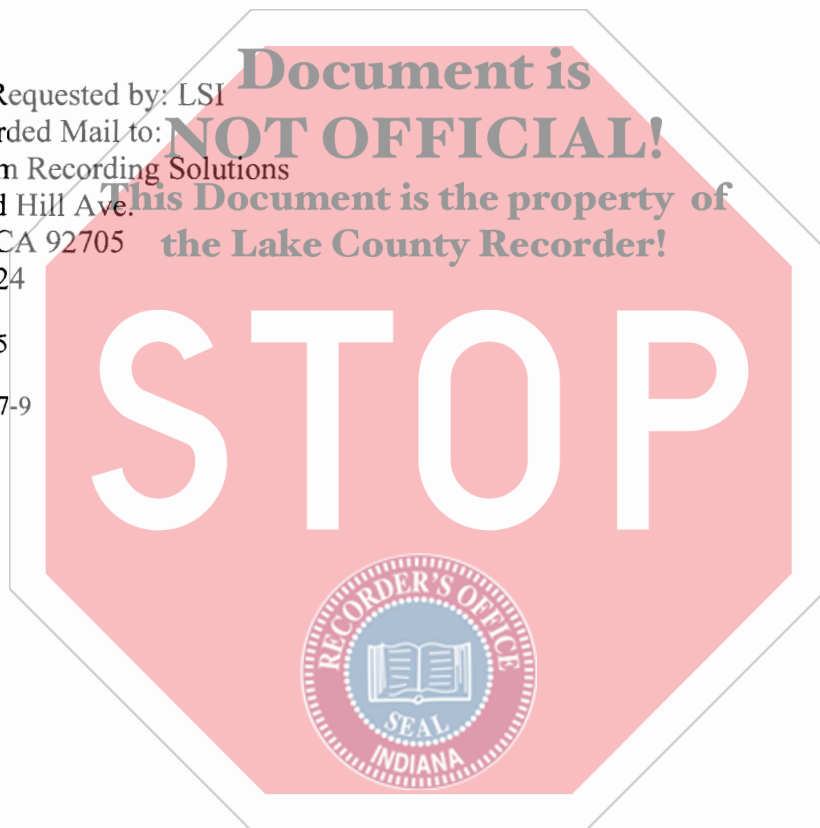 Requested by: LSI
rded Mail to:
m Recording Solutions
d Hill Ave.
CA 92705
24
5
7-9
Document is
NOT OFFICIAL!
This Document is the property of
the Lake County Recorder!
STOP
RECORDER'S OFFICE
SEAL
INDIANA